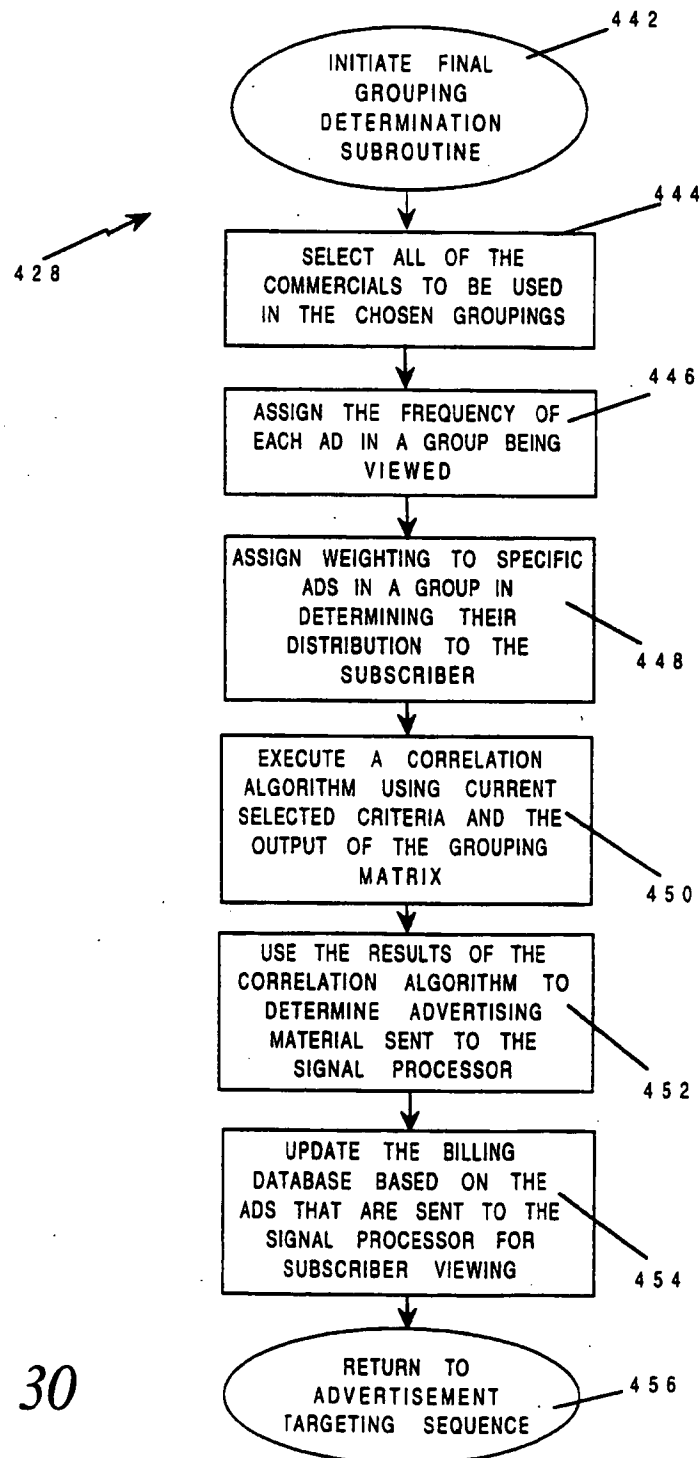 442
INITIATE FINAL
GROUPING
DETERMINATION
SUBROUTINE
428
444
SELECT ALL OF THE
COMMERCIALS TO BE USED
IN THE CHOSEN GROUPINGS
446
ASSIGN THE FREQUENCY OF
EACH AD IN A GROUP BEING
VIEWED
ASSIGN WEIGHTING TO SPECIFIC
ADS IN A GROUP IN
DETERMINING THEIR
DISTRIBUTION TO THE
SUBSCRIBER
448
EXECUTE A CORRELATION
ALGORITHM USING CURRENT
SELECTED CRITERIA AND THE
OUTPUT OF THE GROUPING
MATRIX
450
USE THE RESULTS OF THE
CORRELATION ALGORITHM TO
DETERMINE ADVERTISING
MATERIAL SENT TO THE
SIGNAL PROCESSOR
452
UPDATE THE BILLING
DATABASE BASED ON THE
ADS THAT ARE SENT TO THE
SIGNAL PROCESSOR FOR
SUBSCRIBER VIEWING
454
RETURN TO
ADVERTISEMENT
TARGETING SEQUENCE
456
30